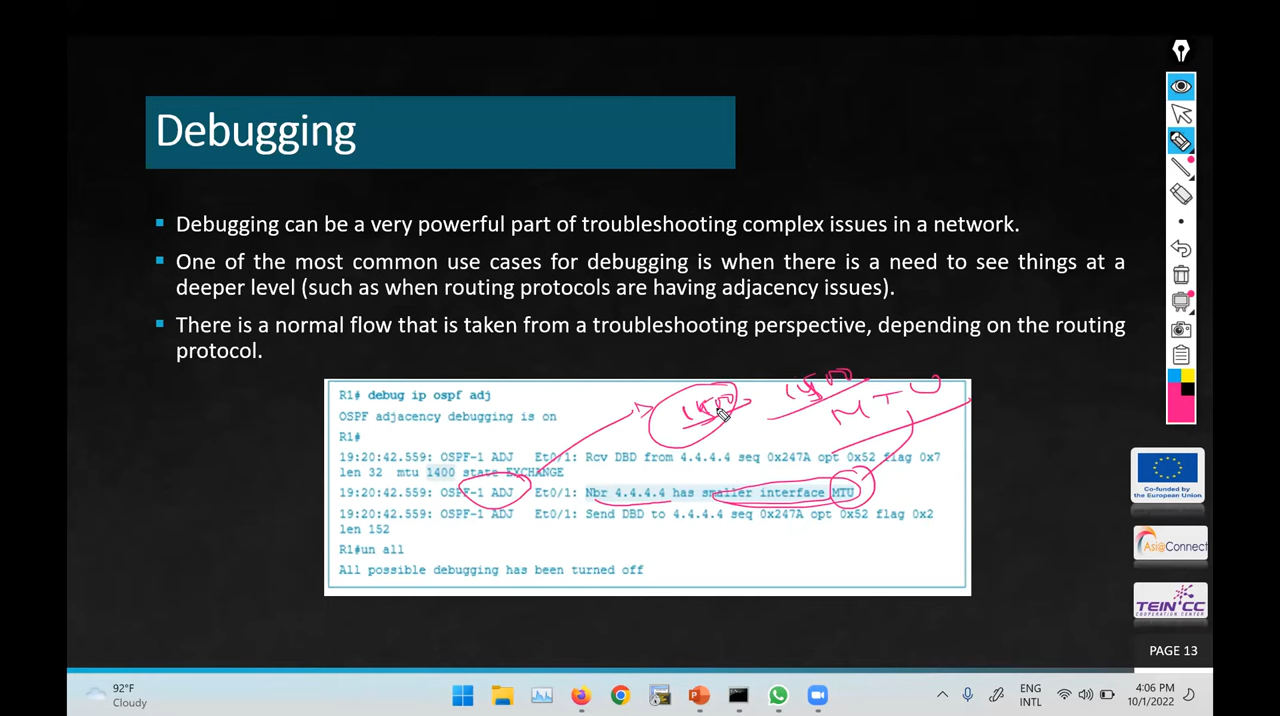 Debugging
Debugging can be a very powerful part of troubleshooting complex issues in a network.
One of the most common use cases for debugging is when there is a need to see things at a
deeper level (such as when routing protocols are having adjacency issues).
There is a normal flow that is taken from a troubleshooting perspective, depending on the routing
protocol.
R1# debug ip ospf adj
OSPF adjacency debugging is on
R1#
19:20:42.559: OSPF-1 ADJ Et0/1: Rcv DBD from 4.4.4.4 seq 0x247A opt 0x52 flag 0x7
len 32 mtu 1400 state EXCHANGE
19:20:42.559: OSPF-1 ADJ Et0/1: Nbr 4.4.4.4 has smaller interface MTU
19:20:42.559: OSPF-1 ADJ Et0/1: Send DBD to 4.4.4.4 seq 0x247A opt 0x52 flag 0x2
len 152
R1#un all
All possible debugging has been turned off
MTU
Co-funded by
the European Union
Asi@Connect
TEIN*CC
COOPERATION CENTER
PAGE 13
92°F
Cloudy
ENG
INTL
4:06 PM
10/1/2022